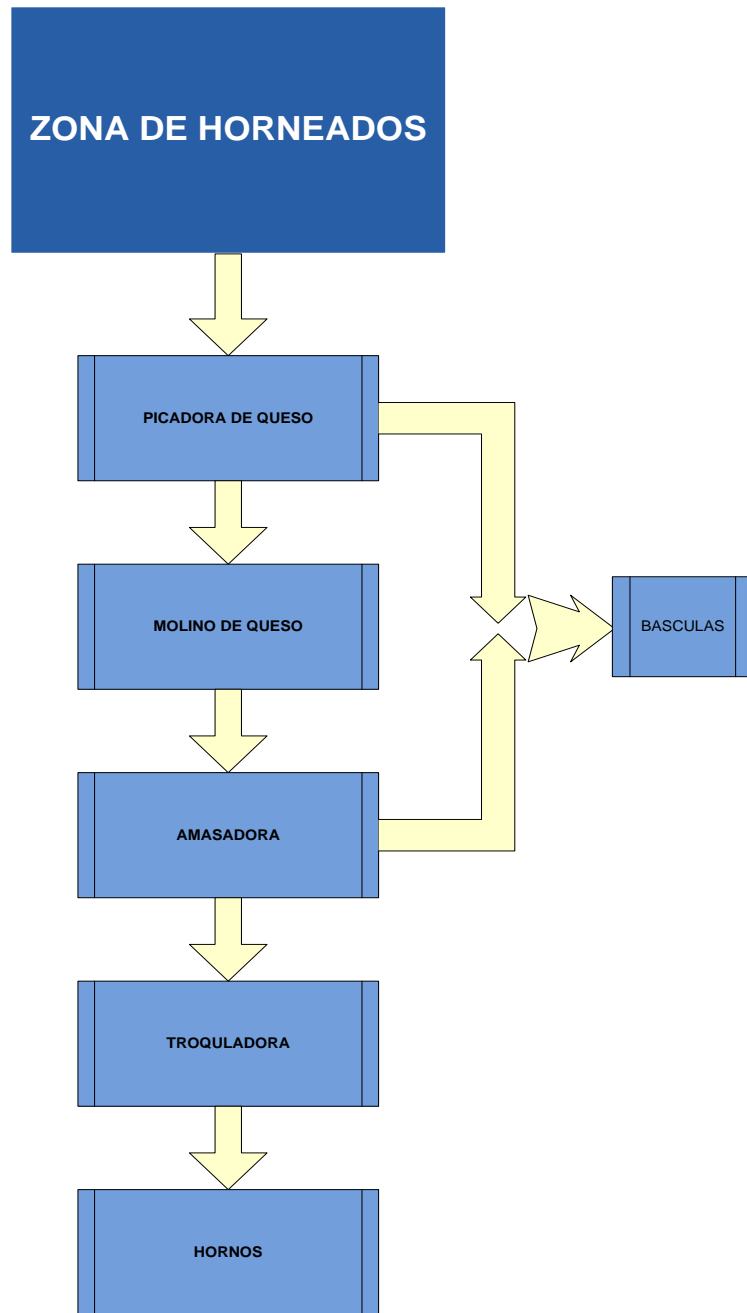 ZONA DE HORNEADOS
PICADORA DE QUESO
MOLINO DE QUESO
BASCULAS
AMASADORA
TROQULADORA
HORNOS